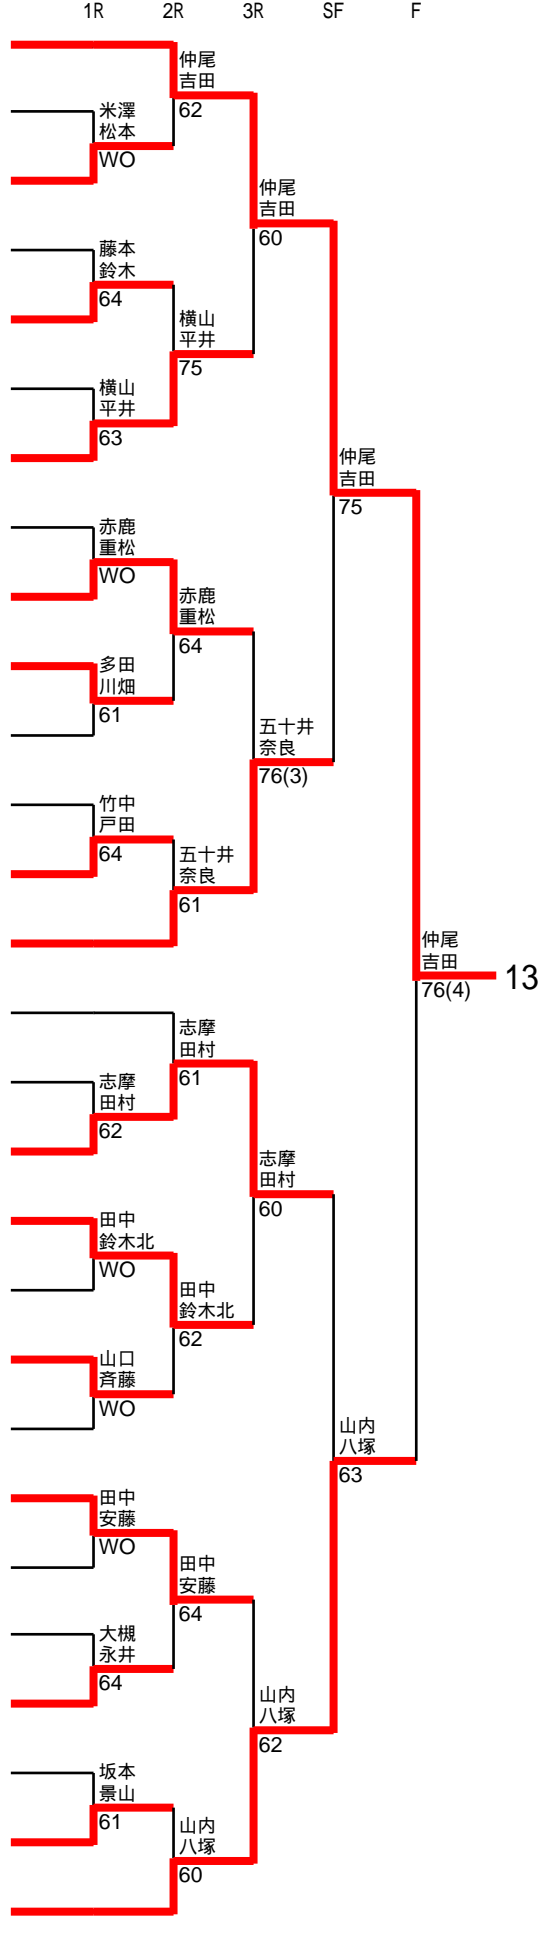 1R 2R 3R SF F
仲尾
吉田
62
米澤
松本
WO
仲尾
吉田
60
藤本
鈴木
64
横山
平井
75
横山
平井
63
仲尾
吉田
75
赤鹿
重松
WO
赤鹿
重松
64
多田
川畑
61
五十井
奈良
76(3)
竹中
戸田
64
五十井
奈良
61
仲尾
吉田
76(4)
13
志摩
田村
61
志摩
田村
62
志摩
田村
60
田中
鈴木北
WO
田中
鈴木北
62
山口
斉藤
WO
山内
八塚
63
田中
安藤
WO
田中
安藤
64
大槻
永井
64
山内
八塚
62
坂本
景山
61
山内
八塚
60